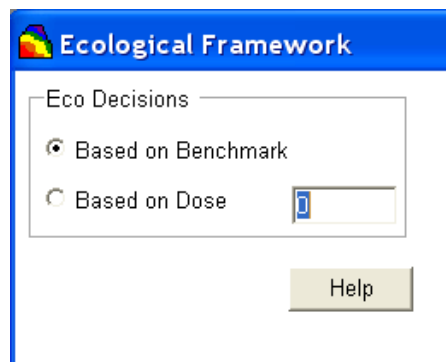 Ecological Framework
Eco Decisions
Based on Benchmark
Based on Dose 0
Help